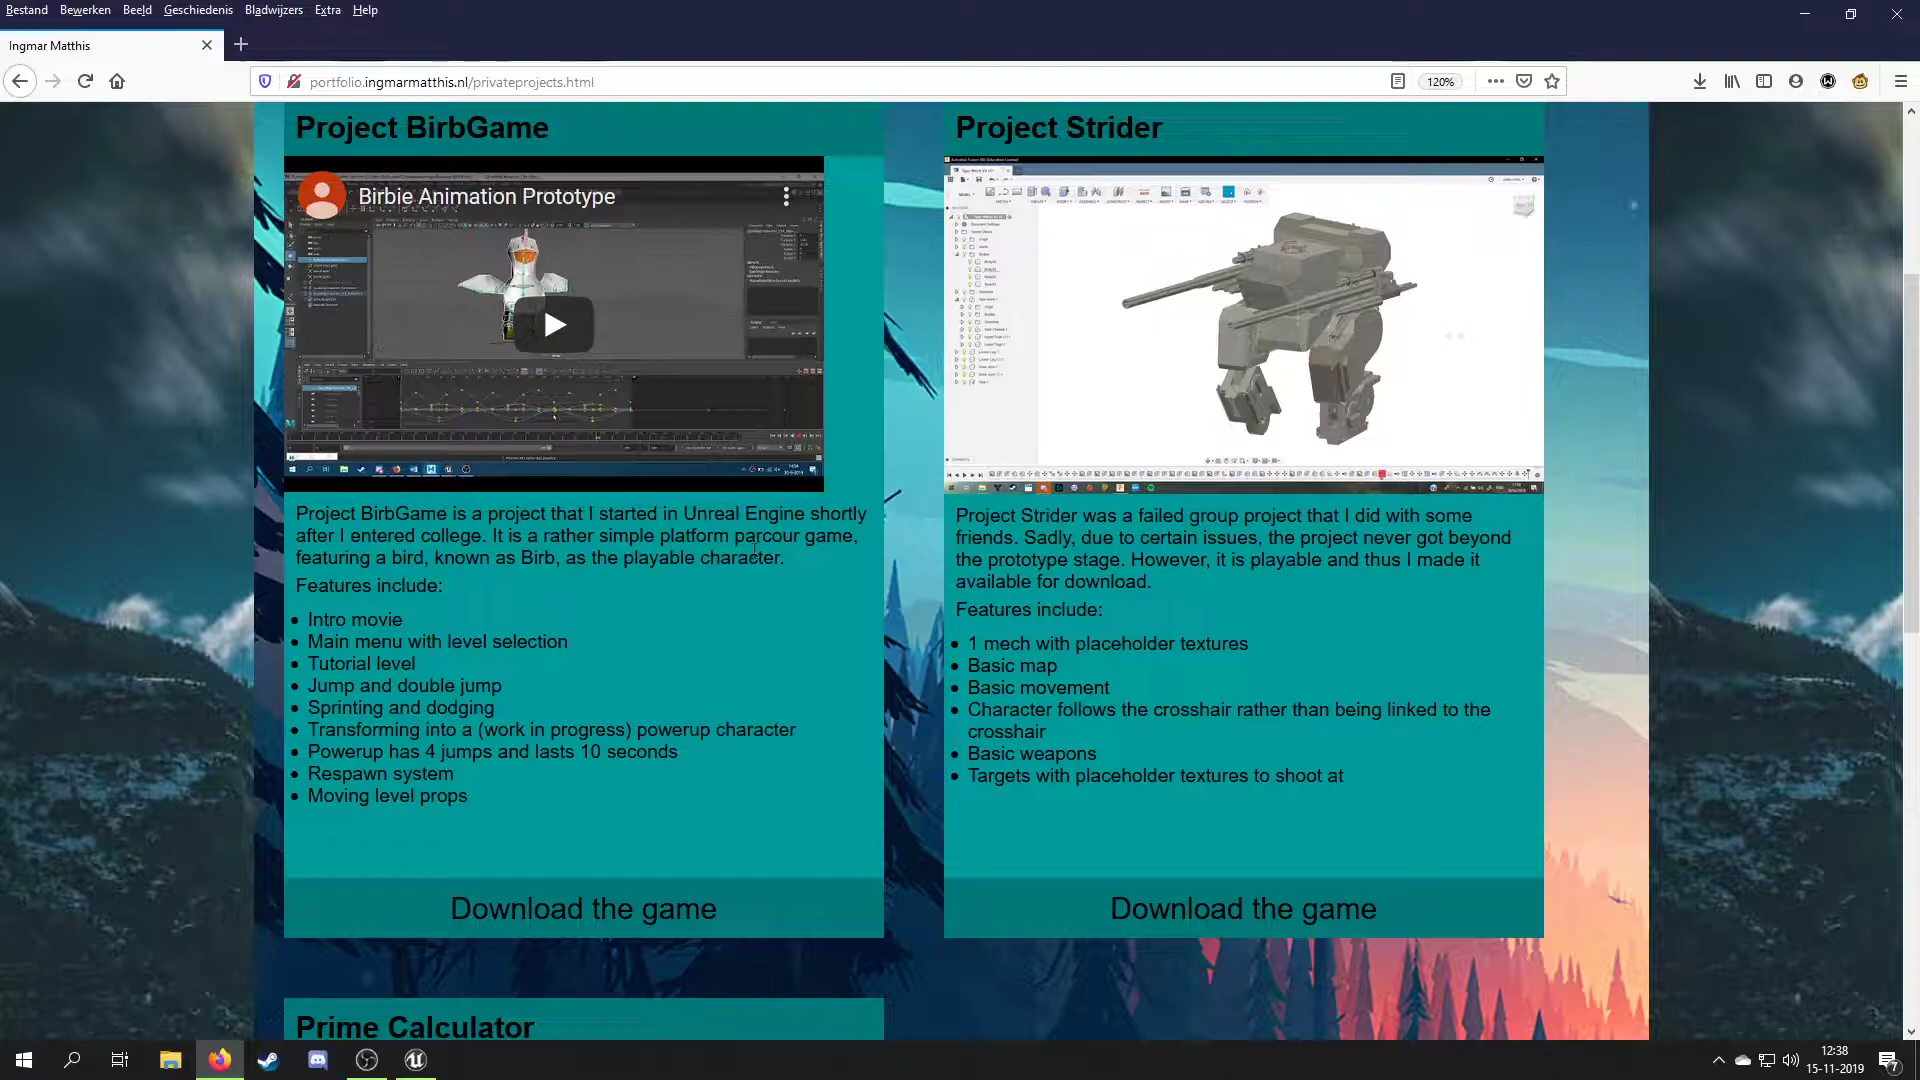 Bestand Bewerken Beeld Geschiedenis Bladwijzers Extra Help
Ingmar Matthis
portfolio.ingmarmatthis.nl/privateprojects.html
120%
Project BirbGame
Birbie Animation Prototype
Project BirbGame is a project that I started in Unreal Engine shortly
after I entered college. It is a rather simple platform parcour game,
featuring a bird, known as Birb, as the playable character.
Features include:
Intro movie
Main menu with level selection
Tutorial level
Jump and double jump
Sprinting and dodging
Transforming into a (work in progress) powerup character
Powerup has 4 jumps and lasts 10 seconds
Respawn system
Moving level props
Download the game
Project Strider
Project Strider was a failed group project that I did with some
friends. Sadly, due to certain issues, the project never got beyond
the prototype stage. However, it is playable and thus I made it
available for download.
Features include:
1 mech with placeholder textures
Basic map
Basic movement
Character follows the crosshair rather than being linked to the
crosshair
Basic weapons
Targets with placeholder textures to shoot at
Download the game
Prime Calculator
12:38
15-11-2019
7